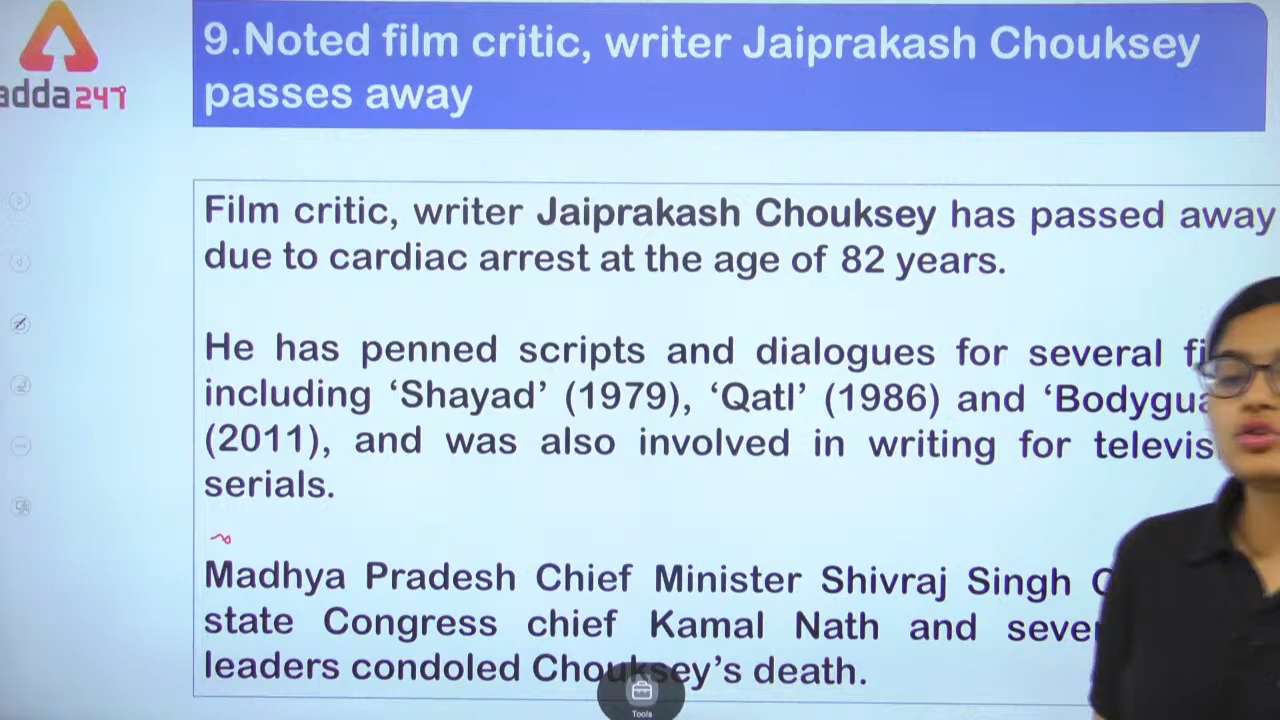 adda247
9.Noted film critic, writer Jaiprakash Chouksey
passes away
Film critic, writer Jaiprakash Chouksey has passed away
due to cardiac arrest at the age of 82 years.
He has penned scripts and dialogues for several
including ‘Shayad’ (1979), ‘Qatl’ (1986) and
(2011), and was also involved in writing for
serials.
Madhya Pradesh Chief Minister Shivraj Singh
state Congress chief Kamal Nath and
leaders condoled Chouksey’s death.
Tools